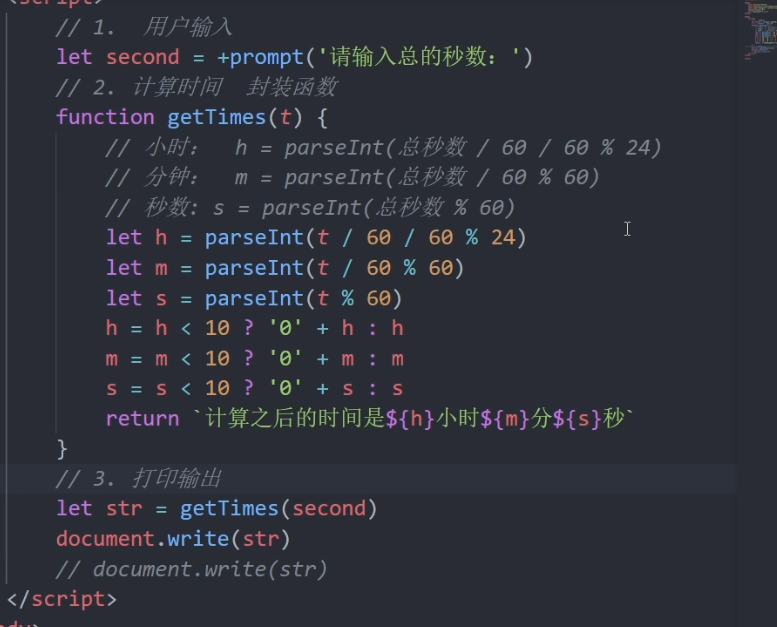 <script>
// 1.  用户输入
let second = +prompt('请输入总的秒数：')
// 2. 计算时间  封装函数
function getTimes(t) {
// 小时：  h = parseInt(总秒数 / 60 / 60 % 24)
// 分钟：  m = parseInt(总秒数 / 60 % 60)
// 秒数: s = parseInt(总秒数 % 60)
let h = parseInt(t / 60 / 60 % 24)
let m = parseInt(t / 60 % 60)
let s = parseInt(t % 60)
h = h < 10 ? '0' + h : h
m = m < 10 ? '0' + m : m
s = s < 10 ? '0' + s : s
return `计算之后的时间是${h}小时${m}分${s}秒`
}
// 3. 打印输出
let str = getTimes(second)
document.write(str)
// document.write(str)
</script>